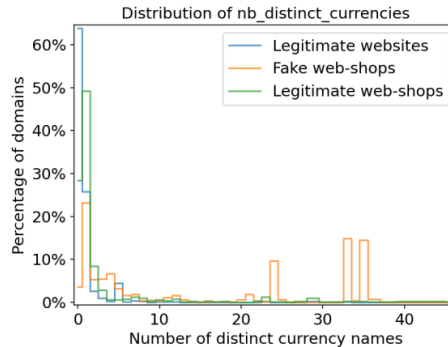 Distribution of nb_distinct_currencies
Legitimate websites
Fake web-shops
Legitimate web-shops
Percentage of domains
60%
50%
40%
30%
20%
10%
0%
0 10 20 30 40
Number of distinct currency names